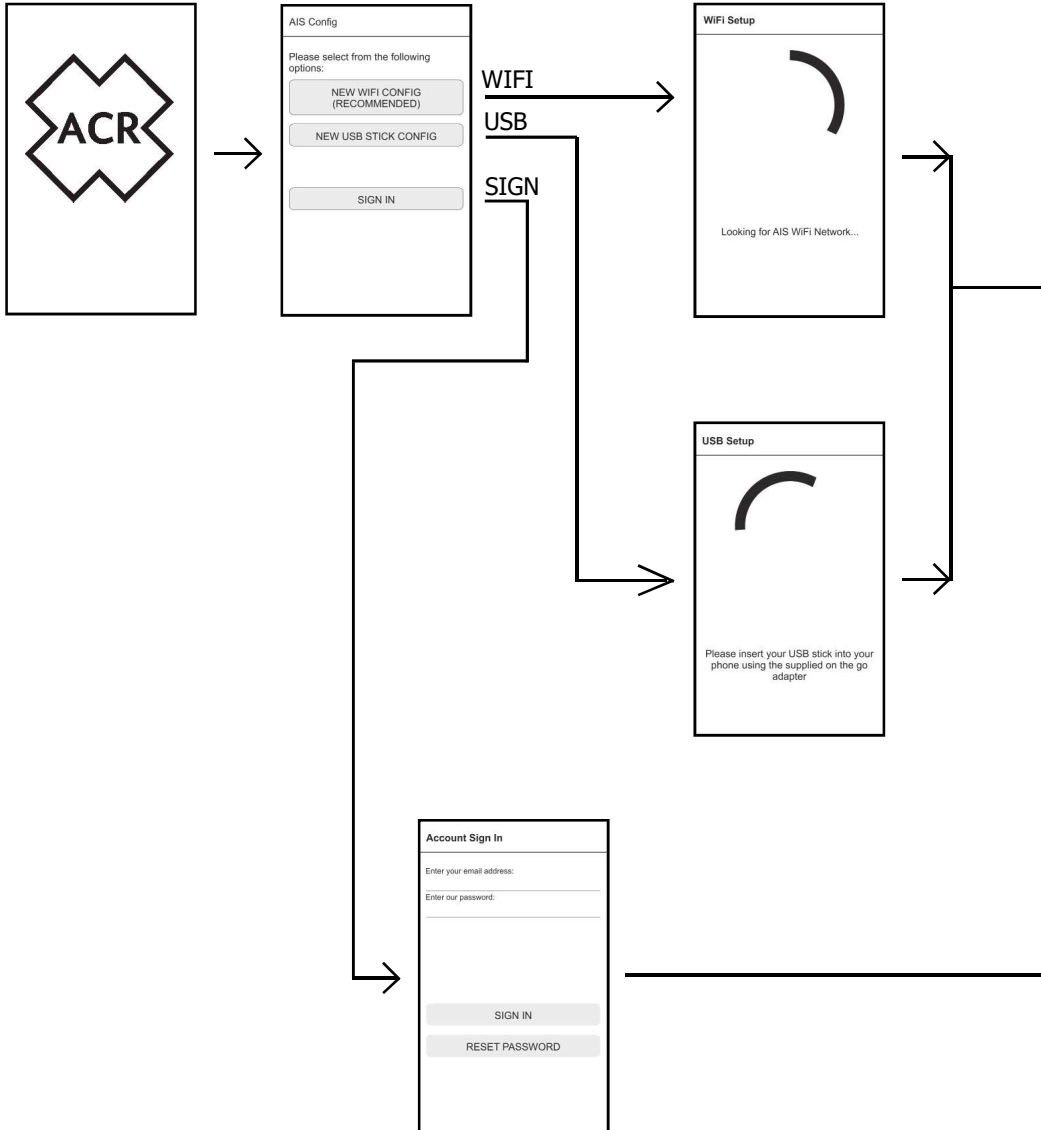 ACR
AIS Config
Please select from the following
options:
NEW WIFI CONFIG
(RECOMMENDED)
NEW USB STICK CONFIG
SIGN IN
WIFI
USB
SIGN
WiFi Setup
Looking for AIS WiFi Network...
USB Setup
Please insert your USB stick into your
phone using the supplied on the go
adapter
Account Sign In
Enter your email address:
Enter our password:
SIGN IN
RESET PASSWORD